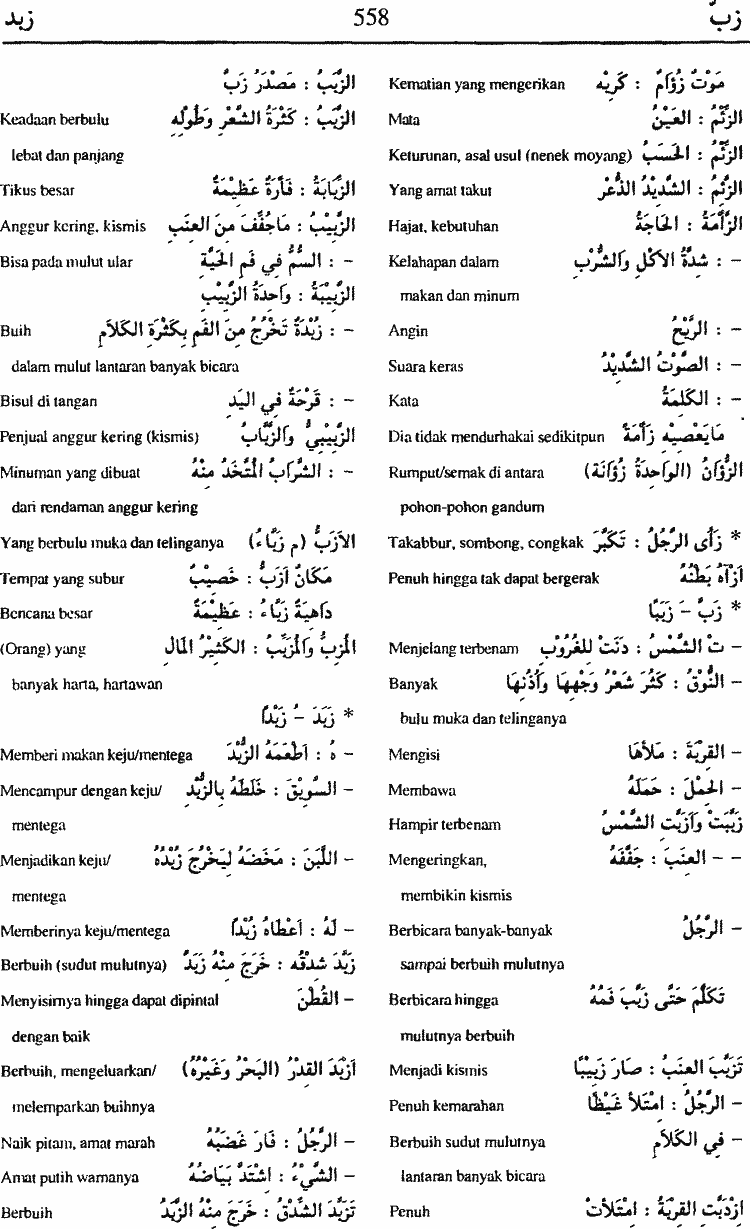 زبّ 558 زبد
مَوْتٌ زُؤَامٌ : كَرِيْه Kematian yang mengerikan
الزُّئْمُ : العَيْنُ Mata
الزُّئْمُ : الحَسَبُ Keturunan, asal usul (nenek moyang)
الزُّئِمُ : الشَّدِيْدُ الذُّعْرِ Yang amat takut
الزَّأْمَةُ : الحَاجَةُ Hajat, kebutuhan
- : شِدَّةُ الأَكْلِ وَالشُّرْبِ Kelahapan dalam
makan dan minum
- : الرِّيْحُ Angin
- : الصَّوْتُ الشَّدِيْدُ Suara keras
- : الكَلِمَةُ Kata
مَايَعْصِيْهِ زَأْمَةً Dia tidak mendurhakai sedikitpun
الزُّؤَانُ (الوَاحِدَةُ زُؤَانَة) Rumput/semak di antara
pohon-pohon gandum
* زَأَى الرَّجُلُ : تَكَبَّرَ Takabbur, sombong, congkak
أَزْآهُ بَطْنُهُ Penuh hingga tak dapat bergerak
* زَبَّ - زَبَبًا
- تْ الشَّمْسُ : دَنَتْ لِلْغُرُوْبِ Menjelang terbenam
- النُّوْقُ : كَثُرَ شَعْرُ وَجْهِهَا وَأُذُنِهَا Banyak
bulu muka dan telinganya
- القِرْبَةَ : مَلَأَهَا Mengisi
- الحِمْلَ : حَمَلَهُ Membawa
زَبَّبَتْ وَأَزَبَّتْ الشَّمْسُ Hampir terbenam
- - العِنَبَ : جَفَّفَهُ Mengeringkan,
membikin kismis
- الرَّجُلُ Berbicara banyak-banyak
sampai berbuih mulutnya
تَكَلَّمَ حَتَّى زَبَّبَ فَمُهُ Berbicara hingga
mulutnya berbuih
تَزَبَّبَ العِنَبُ : صَارَ زَبِيْبًا Menjadi kismis
- الرَّجُلُ : امْتَلأَ غَيْظًا Penuh kemarahan
- فِي الكَلاَمِ Berbuih sudut mulutnya
lantaran banyak bicara
ازْدَبَّتْ القِرْبَةُ : امْتَلأَتْ Penuh
الزَّبَبُ : مَصْدَرُ زَبَّ
الزَّبَبُ : كَثْرَةُ الشَّعْرِ وَطُوْلُهُ Keadaan berbulu
lebat dan panjang
الزَّبَابَةُ : فَأْرَةٌ عَظِيْمَةٌ Tikus besar
الزَّبِيْبُ : مَاجُفِّفَ مِنَ العِنَبِ Anggur kering, kismis
- : السُّمُّ فِي فَمِ الحَيَّةِ Bisa pada mulut ular
الزَّبِيْبَةُ : وَاحِدَةُ الزَّبِيْبِ
- : زُبْدَةٌ تَخْرُجُ مِنَ الفَمِ بِكَثْرَةِ الكَلاَمِ Buih
dalam mulut lantaran banyak bicara
- : قَرْحَةٌ فِي اليَدِ Bisul di tangan
الزَّبِيْبِيُّ وَالزَّبَّابُ Penjual anggur kering (kismis)
- : الشَّرَابُ المُتَّخَذُ مِنْهُ Minuman yang dibuat
dari rendaman anggur kering
الأَزَبُّ (م زَبَّاءُ) Yang berbulu muka dan telinganya
مَكَانٌ أَزَبُّ : خَصِيْبٌ Tempat yang subur
دَاهِيَةٌ زَبَّاءُ : عَظِيْمَةٌ Bencana besar
المُزِبُّ وَالمُزَبِّبُ : الكَثِيْرُ المَالِ (Orang) yang
banyak harta, hartawan
* زَبَدَ - زَبْدًا
- هُ : أَطْعَمَهُ الزُّبْدَ Memberi makan keju/mentega
- السَّوِيْقَ : خَلَطَهُ بِالزُّبْدِ Mencampur dengan keju/
mentega
- اللَّبَنَ : مَخَضَهُ لِيَخْرُجَ زُبْدُهُ Menjadikan keju/
mentega
- لَهُ : أَعْطَاهُ زُبْدًا Memberinya keju/mentega
زَبَّدَ شِدْقُهُ : خَرَجَ مِنْهُ زَبَدٌ Berbuih (sudut mulutnya)
- القُطْنَ Menyisirnya hingga dapat dipintal
dengan baik
أَزْبَدَ القِدْرُ (البَحْرُ وَغَيْرُهُ) Berbuih, mengeluarkan/
melemparkan buihnya
- الرَّجُلُ : فَارَ غَضَبُهُ Naik pitam, amat marah
- الشَّيْءُ : اشْتَدَّ بَيَاضُهُ Amat putih warnanya
تَزَبَّدَ الشِّدْقُ : خَرَجَ مِنْهُ الزَّبَدُ Berbuih